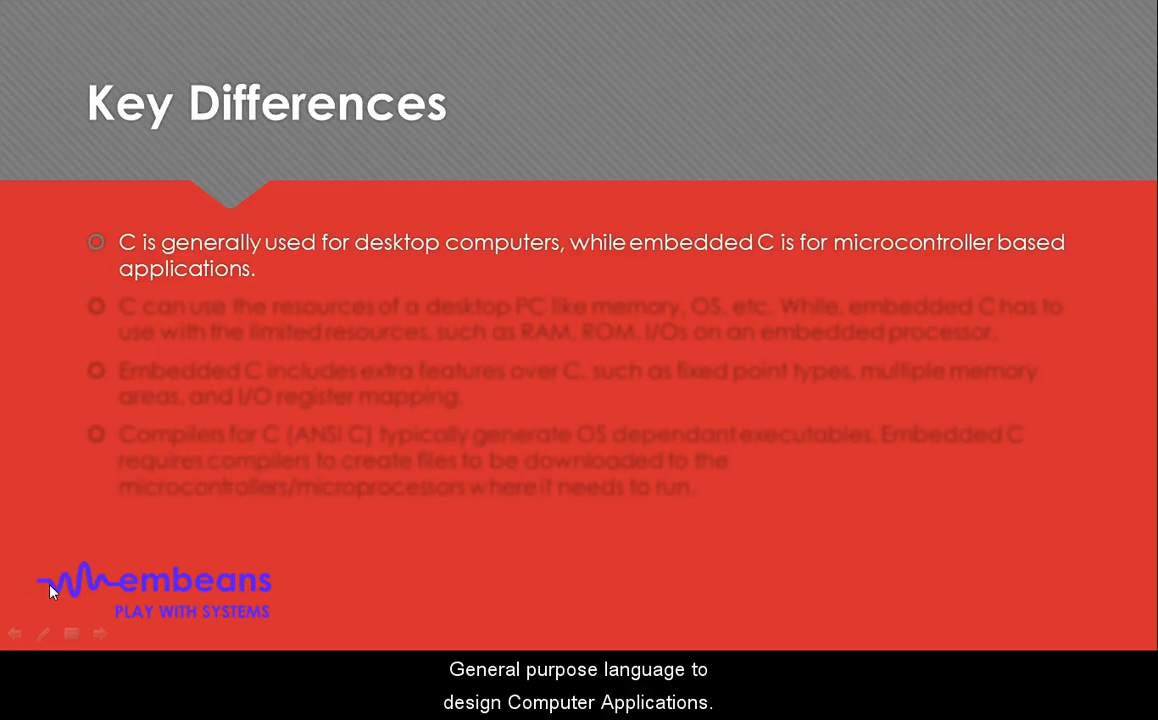 Key Differences
C is generally used for desktop computers, while embedded C is for microcontroller based
applications.
C can use the resources of a desktop PC like memory, OS, etc. While, embedded C has to
use with the limited resources, such as RAM, ROM, I/Os on an embedded processor.
Embedded C includes extra features over C, such as fixed point types, multiple memory
areas, and I/O register mapping.
Compilers for C (ANSI C) typically generate OS dependant executables. Embedded C
requires compilers to create files to be downloaded to the
microcontrollers/microprocessors where it needs to run.
embeans
PLAY WITH SYSTEMS
General purpose language to
design Computer Applications.